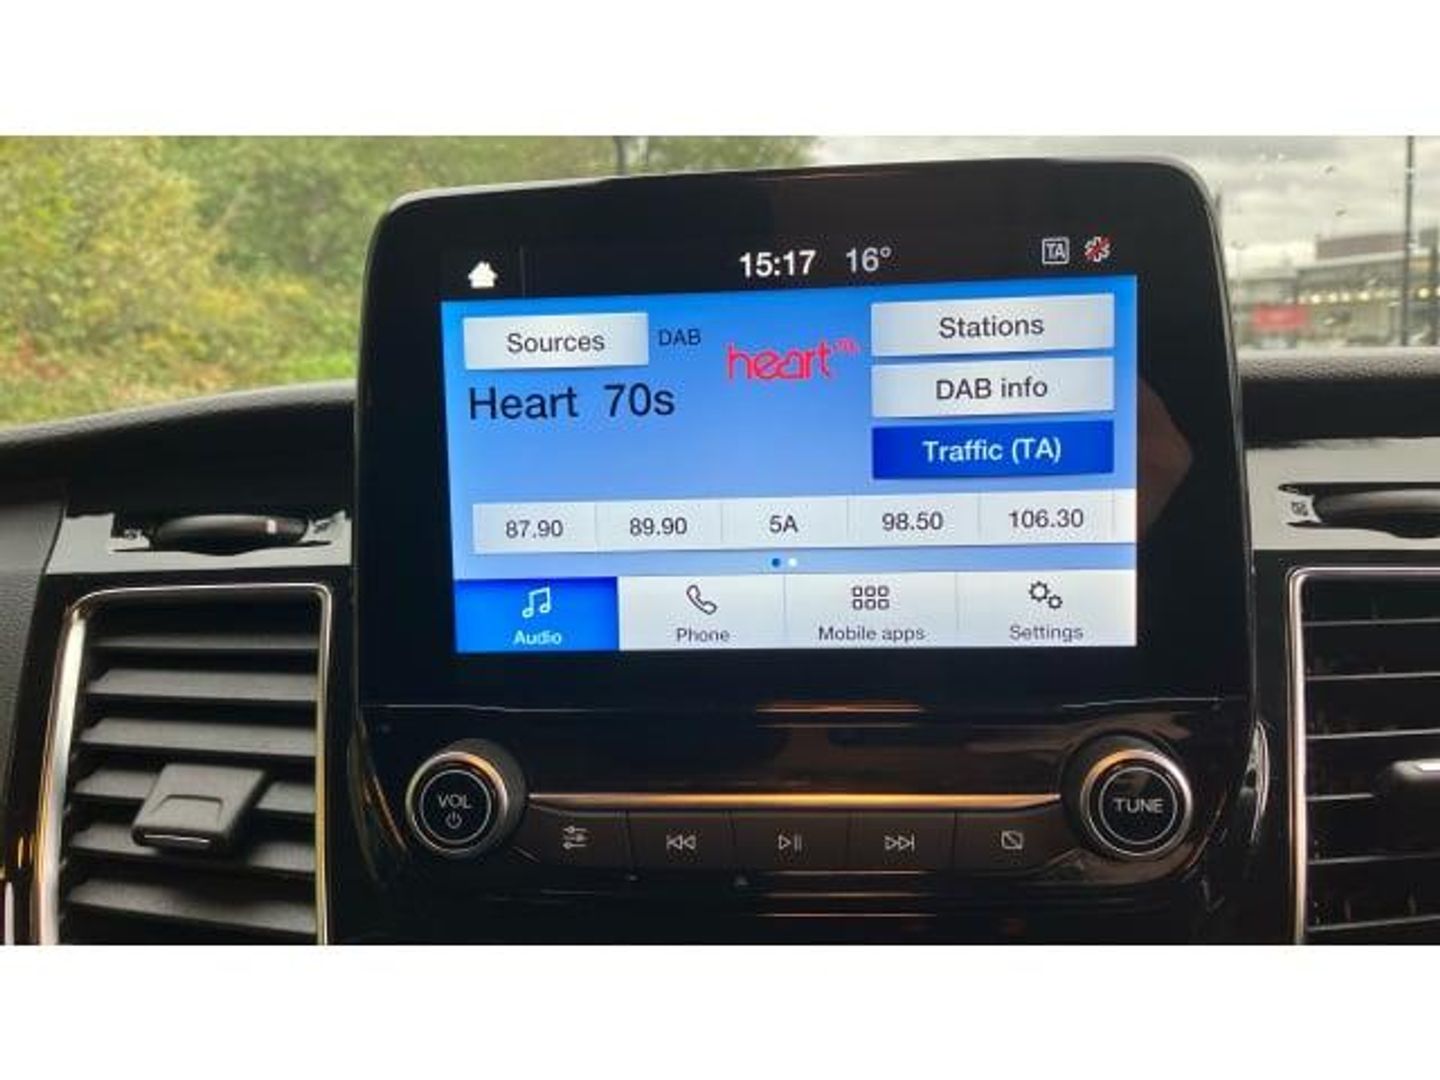 15:17 16°
TA
Sources DAB
heart 70s
Stations
Heart 70s
DAB info
Traffic (TA)
87.90 89.90 5A 98.50 106.30
Audio Phone Mobile apps Settings
VOL
TUNE